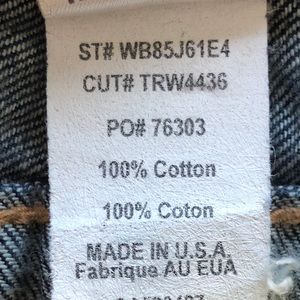 ST# WB85J61E4
CUT# TRW4436
PO# 76303
100% Cotton
100% Coton
MADE IN U.S.A.
Fabrique AU EUA